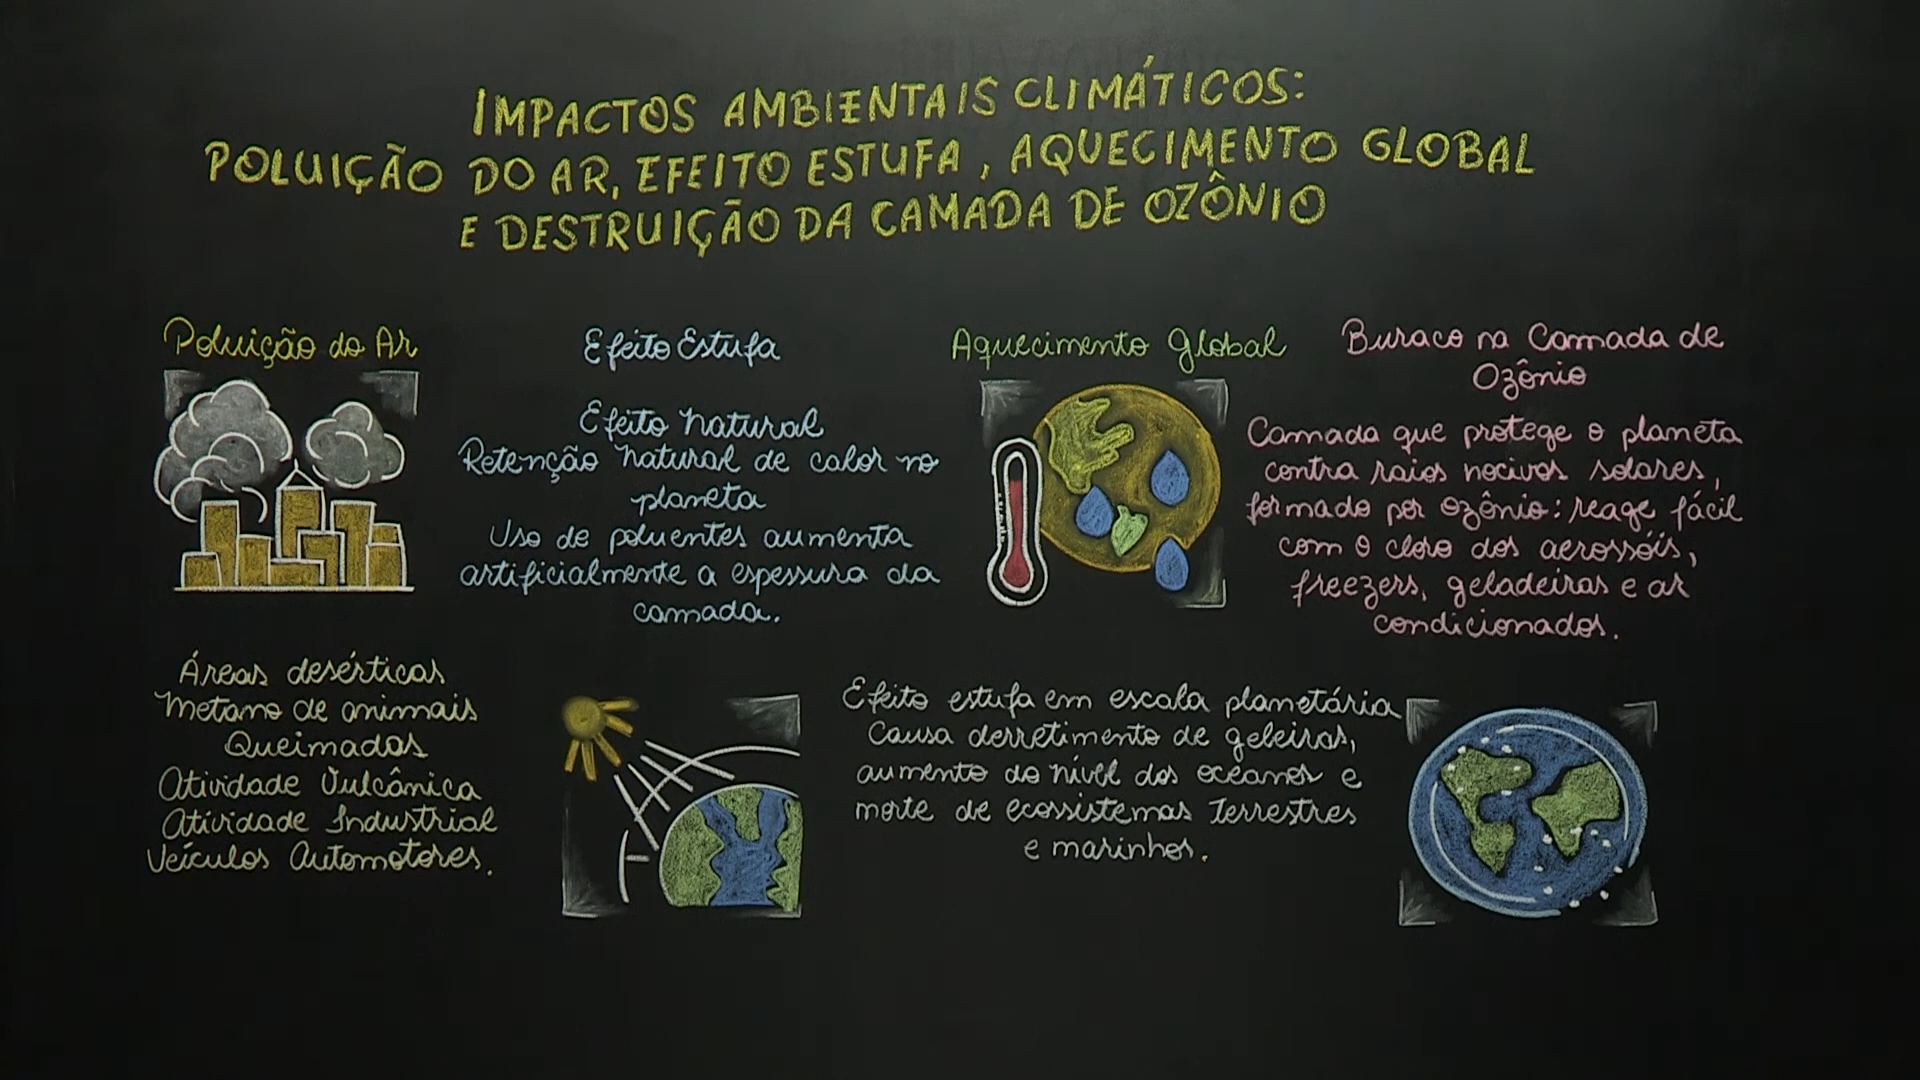 IMPACTOS AMBIENTAIS CLIMÁTICOS:
POLUIÇÃO DO AR, EFEITO ESTUFA, AQUECIMENTO GLOBAL
E DESTRUIÇÃO DA CAMADA DE OZÔNIO
Poluição do Ar
Áreas desérticas
Metano de animais
Queimadas
Atividade Vulcânica
Atividade Industrial
Veículos Automotores.
Efeito Estufa
Efeito Natural
Retenção natural de calor no
planeta
Uso de poluentes aumenta
artificialmente a espessura da
camada.
Aquecimento Global
Efeito estufa em escala planetária
Causa derretimento de geleiras,
aumento do nível dos oceanos e
morte de ecossistemas terrestres
e marinhos.
Buraco na Camada de
Ozônio
Camada que protege o planeta
contra raios nocivos solares,
formado por ozônio: reage fácil
com o cloro dos aerossóis,
freezers, geladeiras e ar
condicionados.